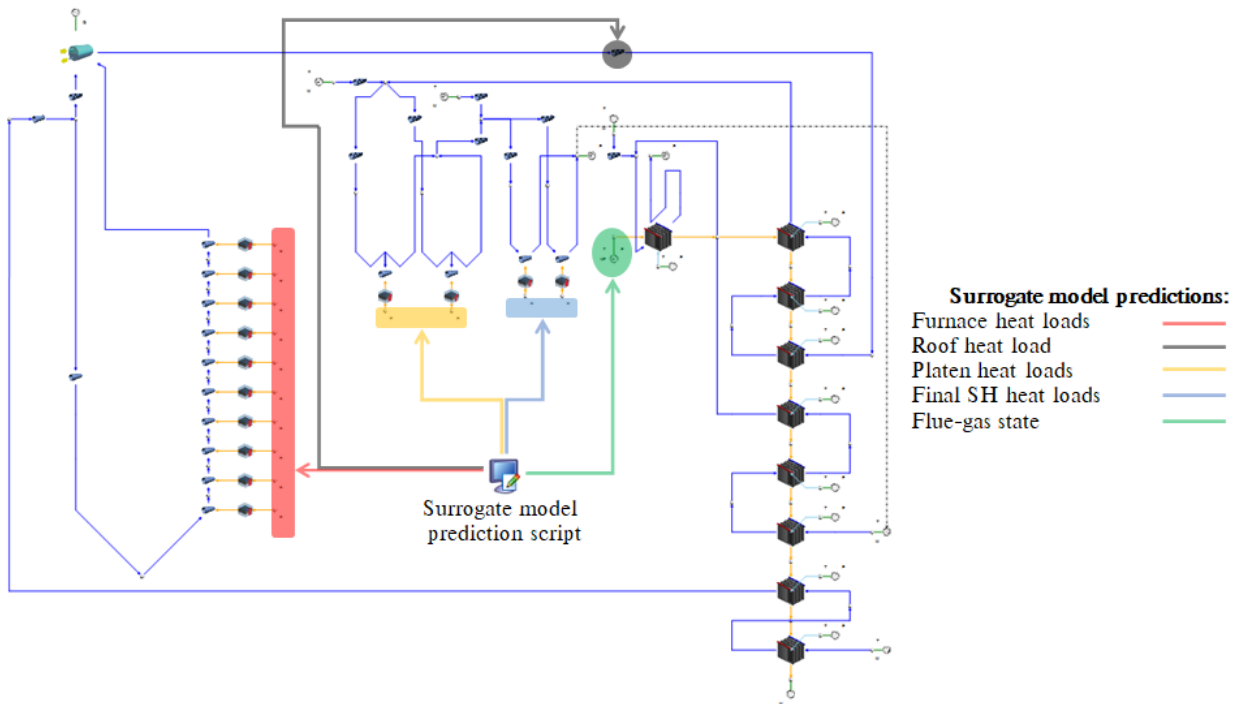 Surrogate model predictions:
Furnace heat loads
Roof heat load
Platen heat loads
Final SH heat loads
Flue-gas state
Surrogate model
prediction script